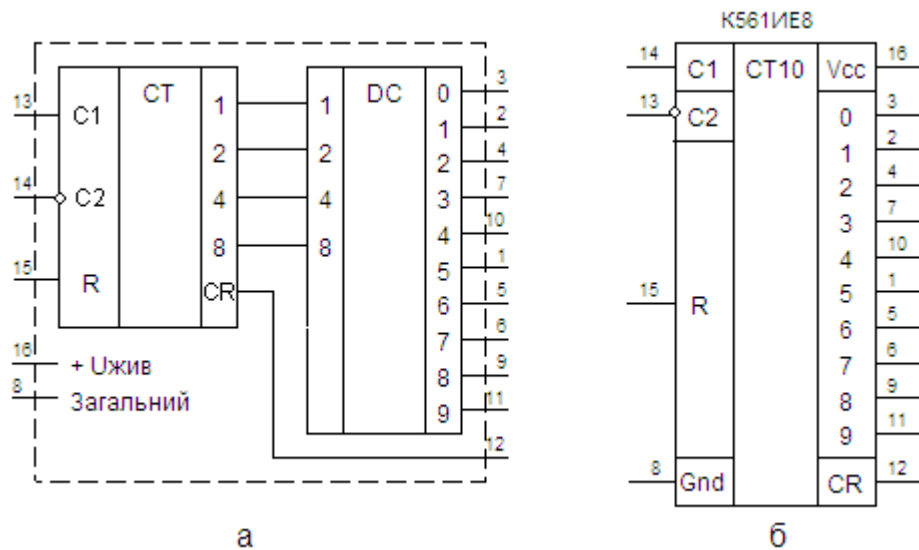 К561ИЕ8
13 C1 CT 1 1 DC 0 3
1 2
2 2 2 4
14 C2 4 4 3 7
4 10
8 8 5 1
15 R CR 6 5
7 6
16 + Uжив 8 9
8 Загальний 9 11
12
а
14 C1 CT10 Vcc 16
13 C2 0 3
1 2
2 4
3 7
4 10
15 R 5 1
6 5
7 6
8 9
9 11
8 Gnd CR 12
б